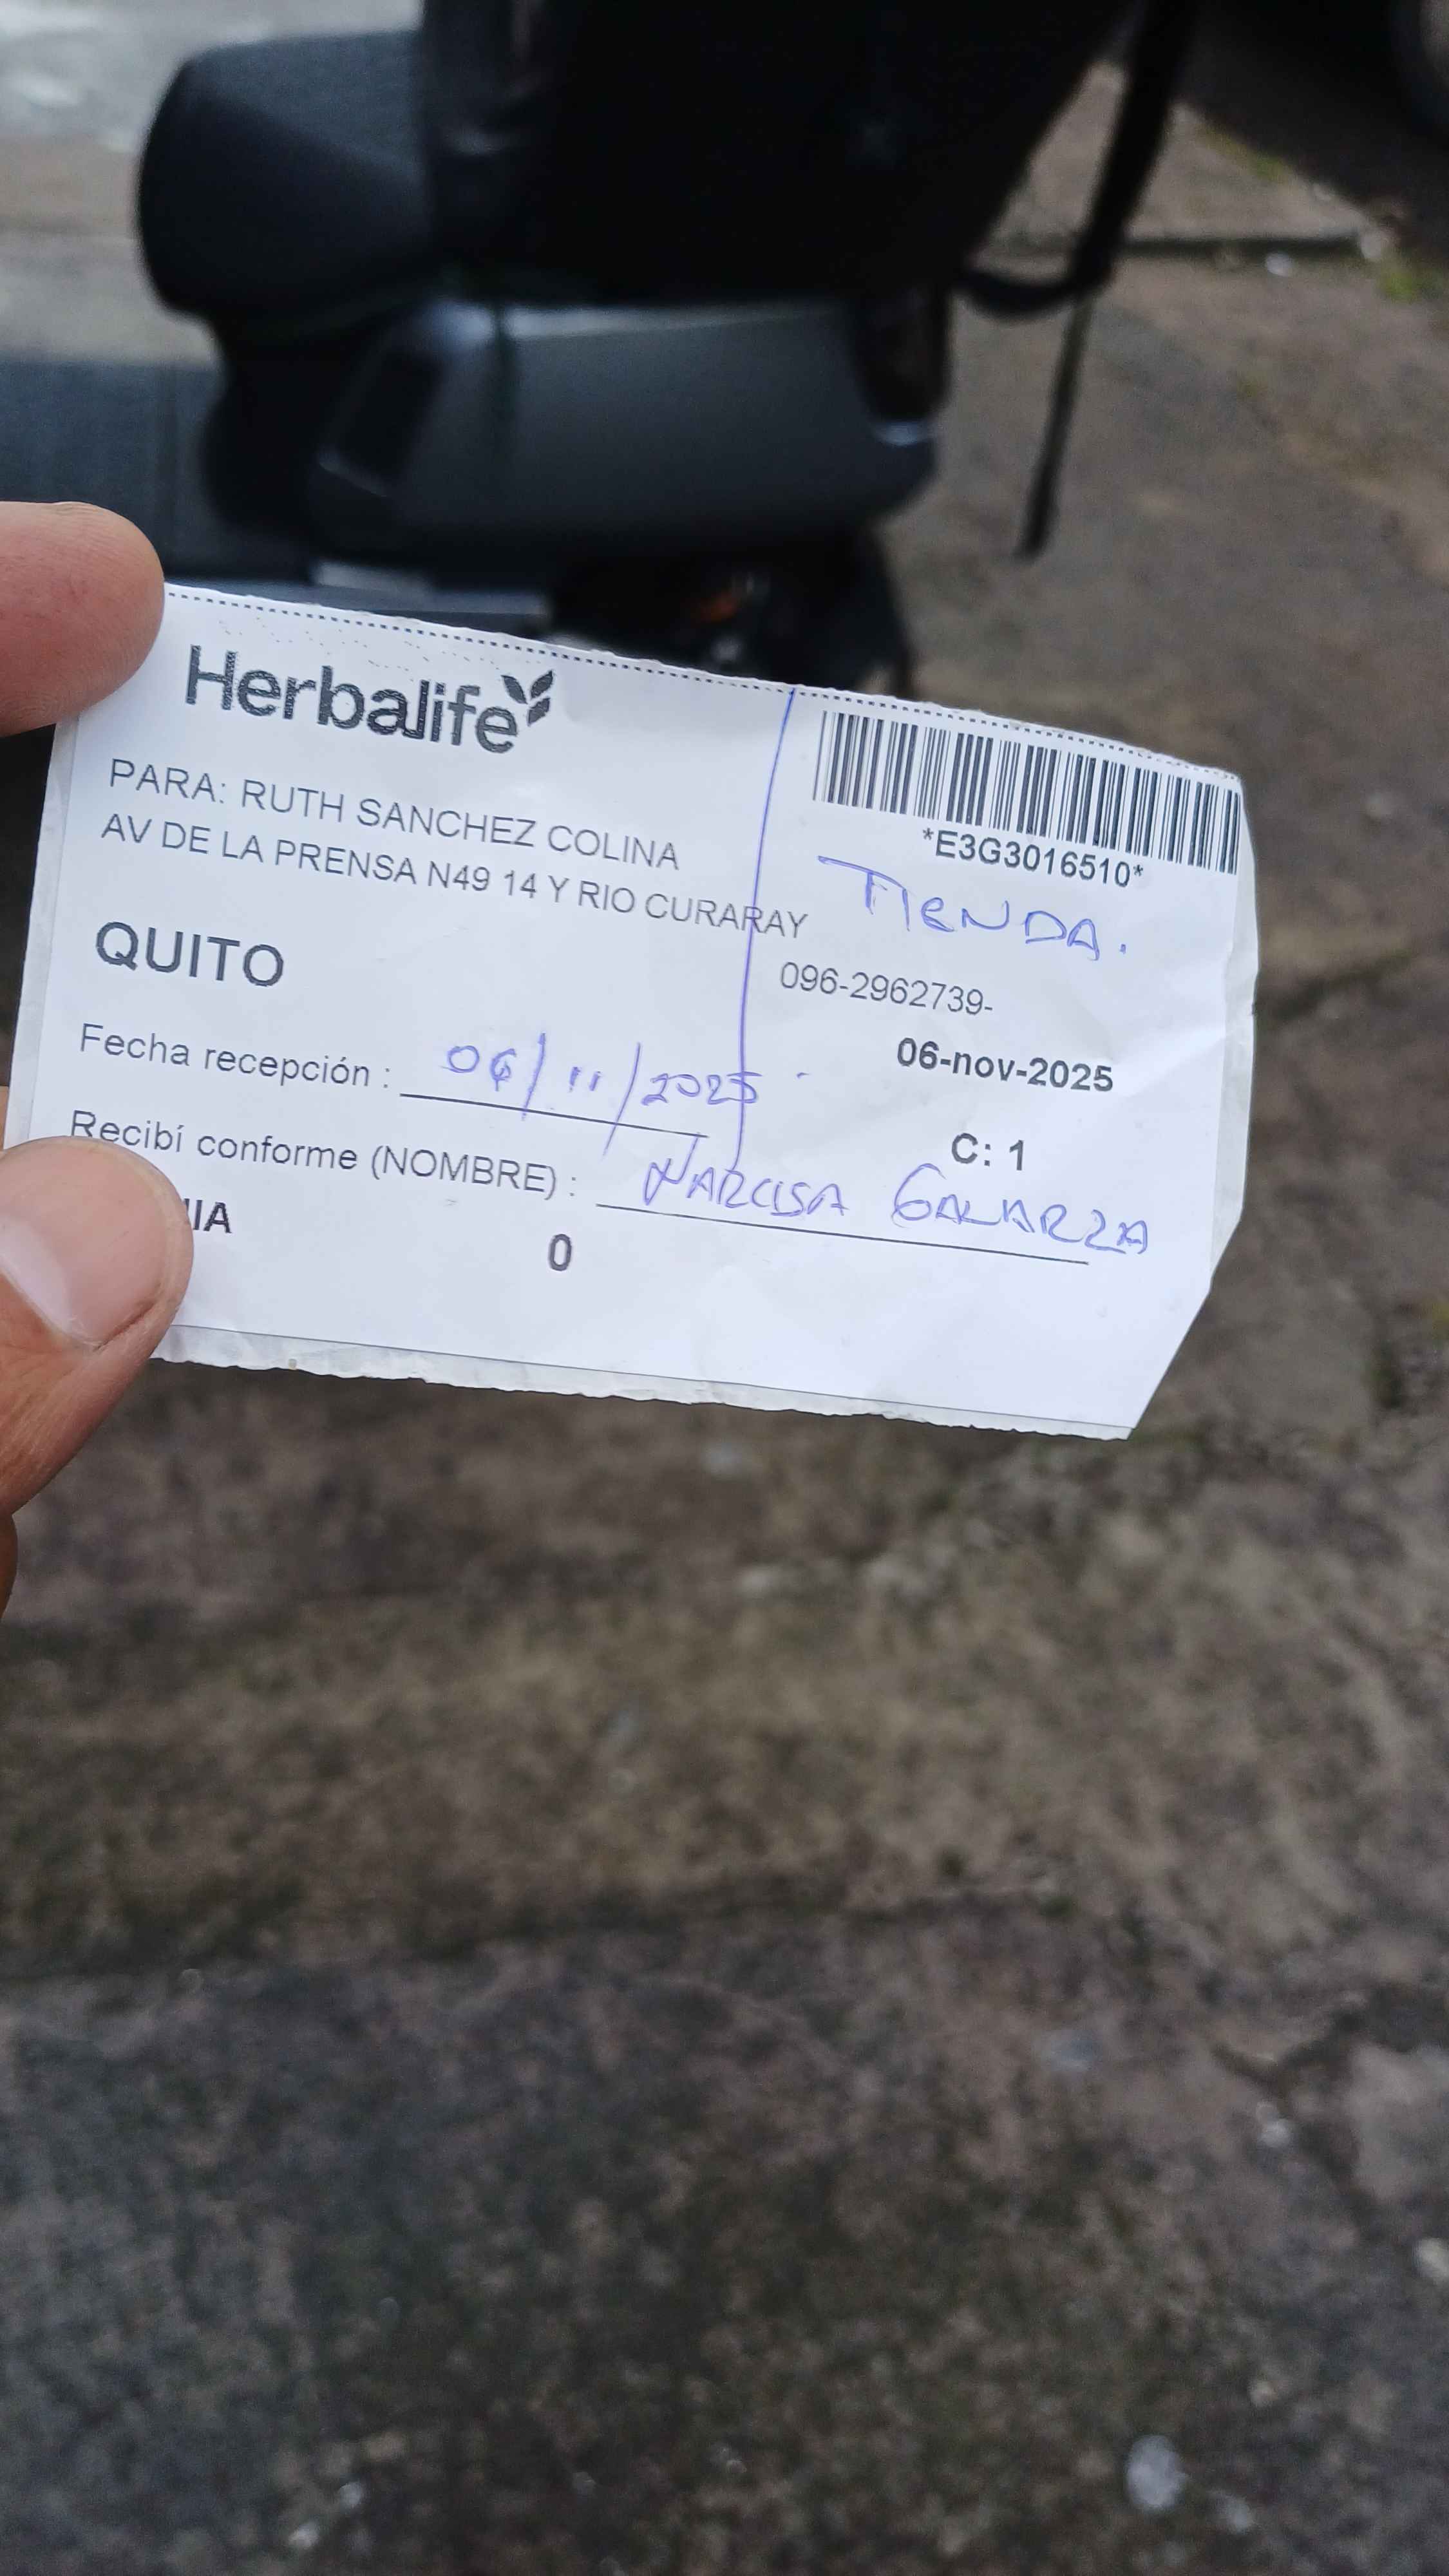 Herbalife
PARA: RUTH SANCHEZ COLINA
AV DE LA PRENSA N49 14 Y RIO CURARAY
QUITO
*E3G3016510*
TIENDA.
096-2962739-
06-nov-2025
Fecha recepción : 06/11/2025
C: 1
Recibí conforme (NOMBRE) : NARCISA GALARZA
0